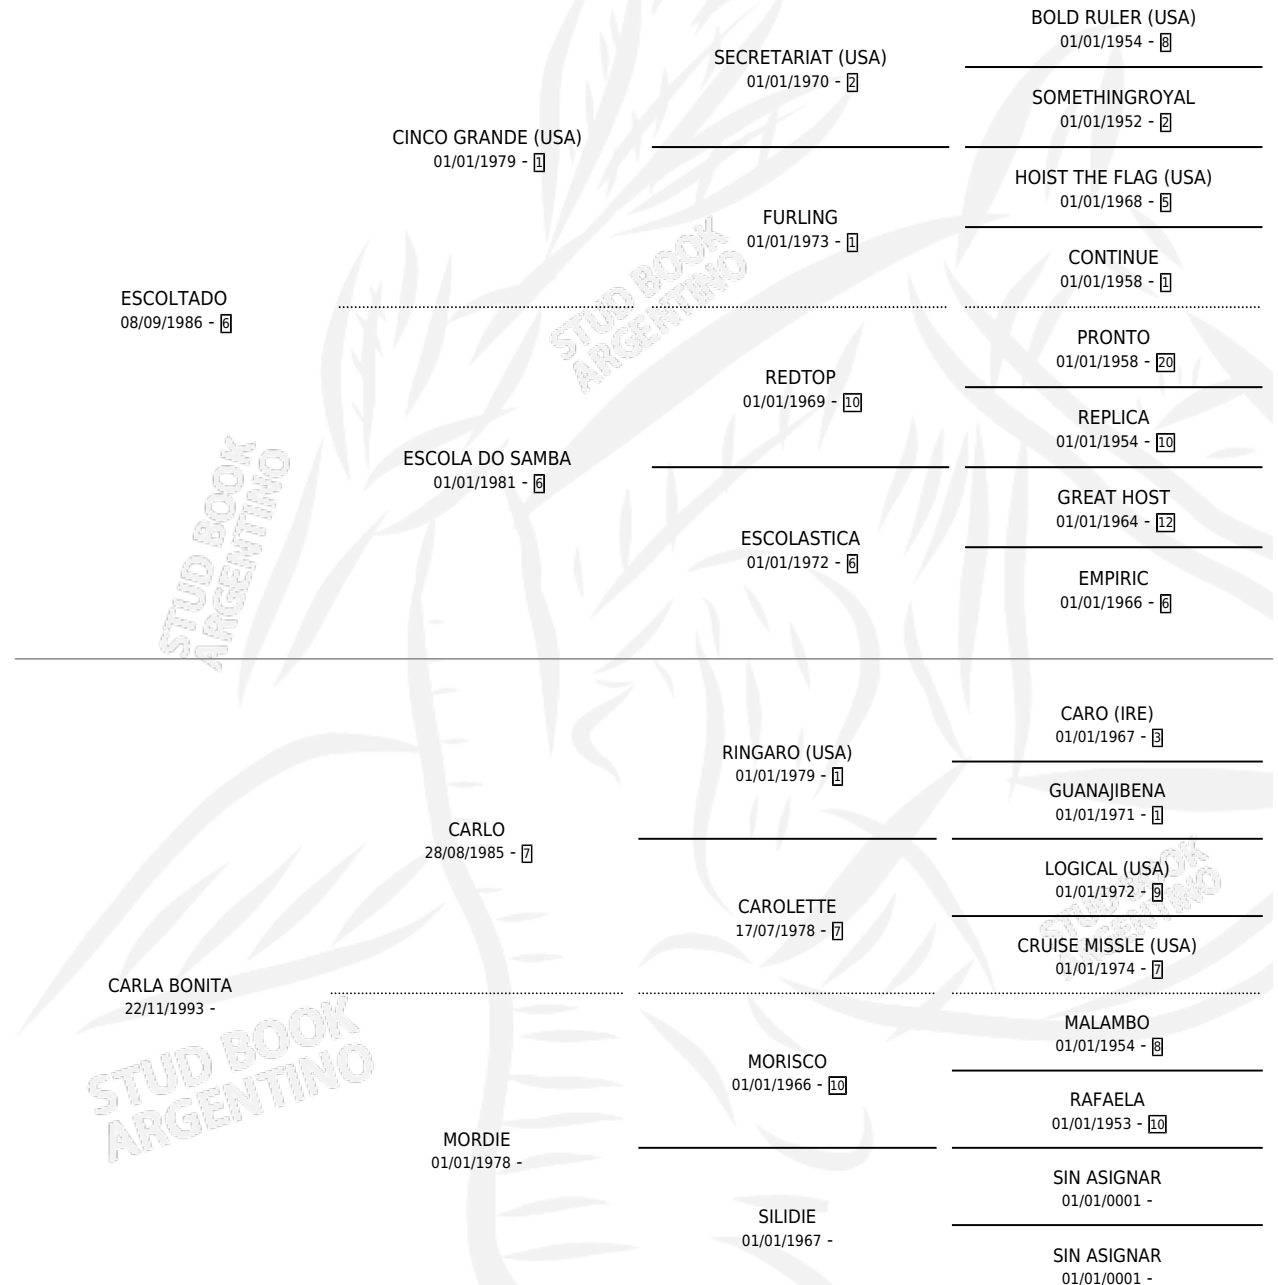 BOLD RULER (USA)
01/01/1954 - 8
SECRETARIAT (USA)
01/01/1970 - 2
SOMETHINGROYAL
01/01/1952 - 2
CINCO GRANDE (USA)
01/01/1979 - 1
HOIST THE FLAG (USA)
01/01/1968 - 5
FURLING
01/01/1973 - 1
CONTINUE
01/01/1958 - 1
ESCOLTADO
08/09/1986 - 6
PRONTO
01/01/1958 - 20
REDTOP
01/01/1969 - 10
REPLICA
01/01/1954 - 10
ESCOLA DO SAMBA
01/01/1981 - 6
GREAT HOST
01/01/1964 - 12
ESCOLASTICA
01/01/1972 - 6
EMPIRIC
01/01/1966 - 6
CARO (IRE)
01/01/1967 - 3
RINGARO (USA)
01/01/1979 - 1
GUANAJIBENA
01/01/1971 - 1
CARLO
28/08/1985 - 7
LOGICAL (USA)
01/01/1972 - 9
CAROLETTE
17/07/1978 - 7
CRUISE MISSLE (USA)
01/01/1974 - 7
CARLA BONITA
22/11/1993 -
MALAMBO
01/01/1954 - 8
MORISCO
01/01/1966 - 10
RAFAELA
01/01/1953 - 10
MORDIE
01/01/1978 -
SIN ASIGNAR
01/01/0001 -
SILIDIE
01/01/1967 -
SIN ASIGNAR
01/01/0001 -
STUD BOOK
ARGENTINO
STUD BOOK
ARGENTINO
STUD BOOK
ARGENTINO
STUD BOOK
ARGENTINO